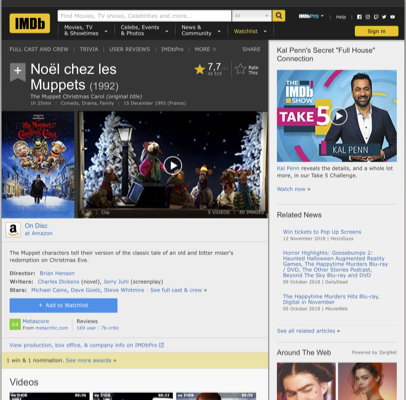 IMDb
Find Movies, TV shows, Celebrities and more...
All
Movies, TV
& Showtimes
Celebs, Events
& Photos
News &
Community
Watchlist
IMDbPro
Help
Sign in
FULL CAST AND CREW | TRIVIA | USER REVIEWS | IMDbPro | MORE
SHARE
Noël chez les
Muppets (1992)
7,7/10
Rate
This
The Muppet Christmas Carol (original title)
1h 25min | Comedy, Drama, Family | 15 December 1993 (France)
Clip
5 VIDEOS | 40 IMAGES
On Disc
at Amazon
The Muppet characters tell their version of the classic tale of an old and bitter miser's
redemption on Christmas Eve.
Director: Brian Henson
Writers: Charles Dickens (novel), Jerry Juhl (screenplay)
Stars: Michael Caine, Dave Goelz, Steve Whitmire | See full cast & crew »
+ Add to Watchlist
64
Metascore
From metacritic.com
Reviews
169 user | 76 critic
View production, box office, & company info on IMDbPro
1 win & 1 nomination. See more awards »
Videos
Kal Penn's Secret "Full House"
Connection
THE
IMDb
SHOW
TAKE 5
KAL PENN
Kal Penn reveals the details, and a whole lot
more, in our Take 5 Challenge.
Watch now »
Related News
Win tickets to Pop Up Screens
12 November 2018 | HeyUGuys
Horror Highlights: Goosebumps 2:
Haunted Halloween Augmented Reality
Games, The Happytime Murders Blu-ray
/ DVD, The Other Stories Podcast,
Beyond The Sky Blu-ray and DVD
09 November 2018 | DailyDead
The Happytime Murders Hits Blu-ray,
Digital in November
05 November 2018 | MovieWeb
See all related articles »
Around The Web
Powered by ZergNet